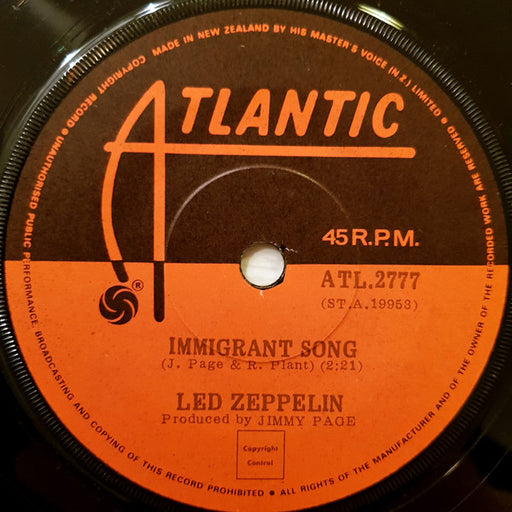 COPYRIGHT RECORD ● MADE IN NEW ZEALAND BY HIS MASTER'S VOICE (N Z) LIMITED ● ALL RIGHTS OF THE MANUFACTURER AND OF THE OWNER OF THE RECORDED WORK ARE RESERVED
● UNAUTHORISED PUBLIC PERFORMANCE, BROADCASTING AND COPYING OF THIS RECORD PROHIBITED ●
ATLANTIC
45 R.P.M.
®
ATL.2777
(ST.A.19953)
IMMIGRANT SONG
(J. Page & R. Plant) (2:21)
LED ZEPPELIN
Produced by JIMMY PAGE
Copyright
Control